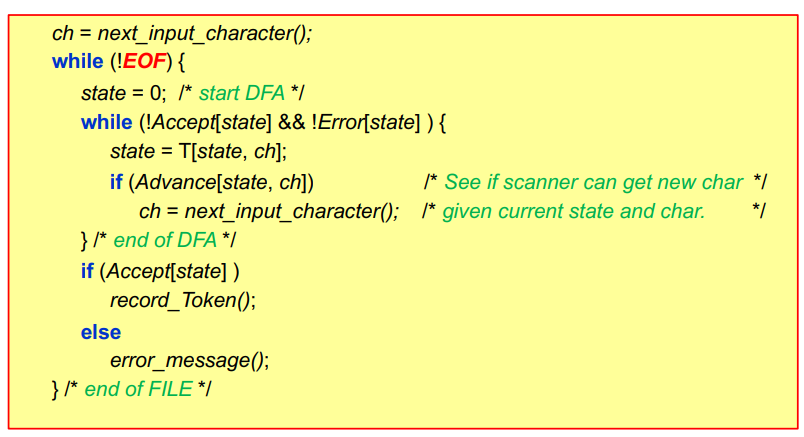 ch = next_input_character();
while (!EOF) {
state = 0; /* start DFA */
while (!Accept[state] && !Error[state] ) {
state = T[state, ch];
if (Advance[state, ch]) /* See if scanner can get new char */
ch = next_input_character(); /* given current state and char. */
} /* end of DFA */
if (Accept[state] )
record_Token();
else
error_message();
} /* end of FILE */